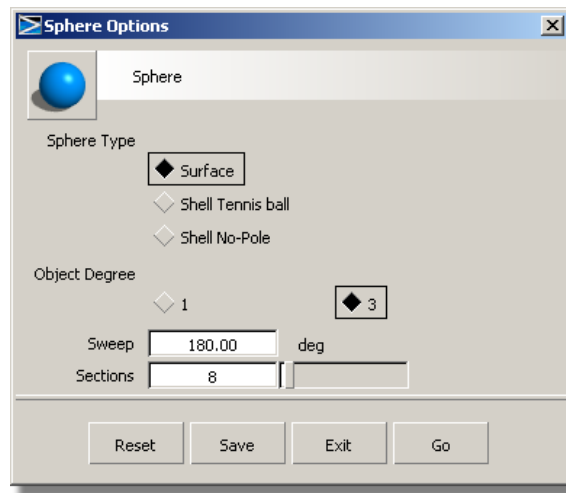 Sphere Options
Sphere
Sphere Type
Surface
Shell Tennis ball
Shell No-Pole
Object Degree
1 3
Sweep 180.00 deg
Sections 8
Reset Save Exit Go